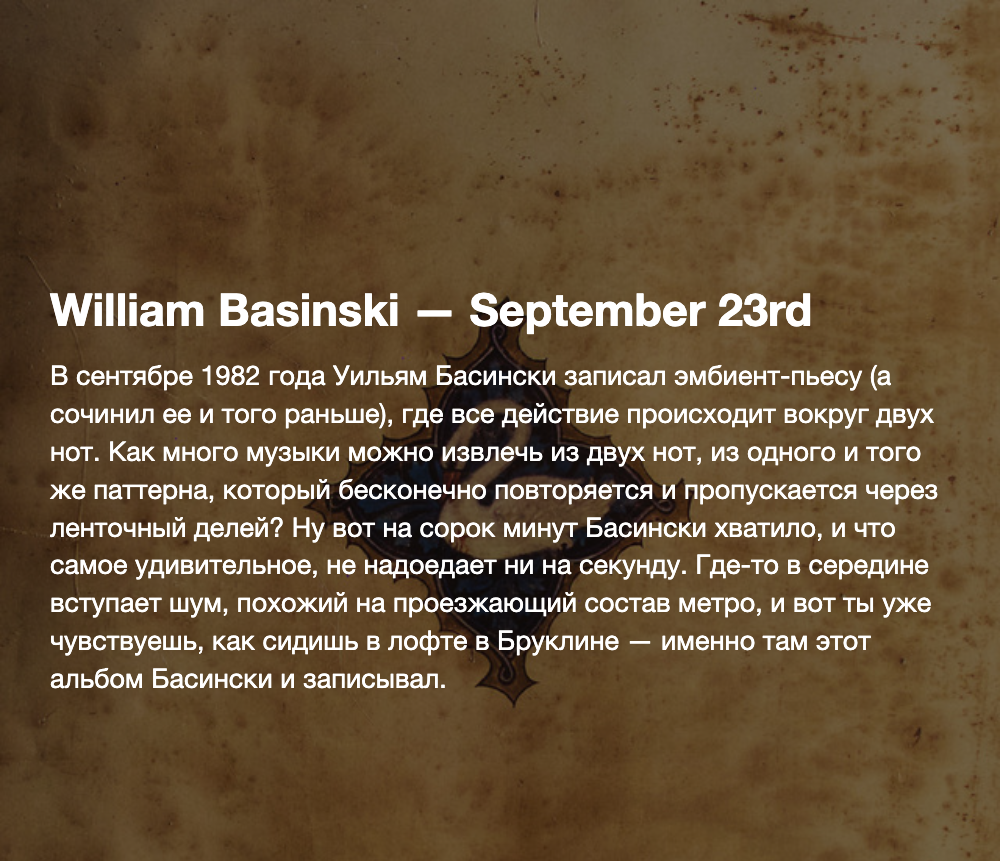 William Basinski — September 23rd
В сентябре 1982 года Уильям Басински записал эмбиент-пьесу (а
сочинил ее и того раньше), где все действие происходит вокруг двух
нот. Как много музыки можно извлечь из двух нот, из одного и того
же паттерна, который бесконечно повторяется и пропускается через
ленточный делей? Ну вот на сорок минут Басински хватило, и что
самое удивительное, не надоедает ни на секунду. Где-то в середине
вступает шум, похожий на проезжающий состав метро, и вот ты уже
чувствуешь, как сидишь в лофте в Бруклине — именно там этот
альбом Басински и записывал.